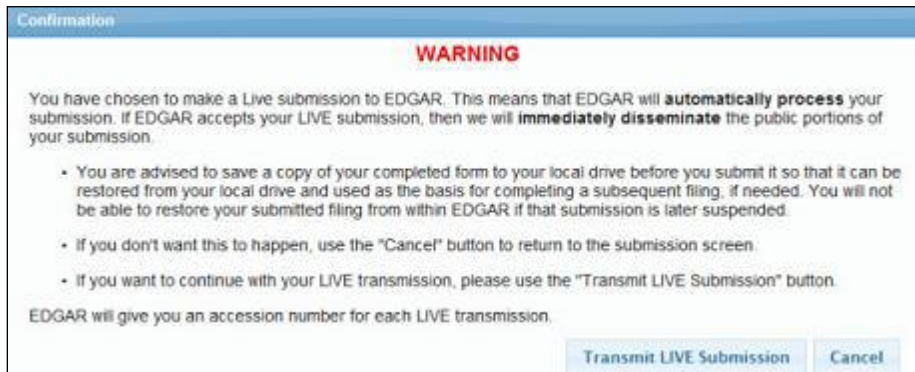 Confirmation
WARNING
You have chosen to make a Live submission to EDGAR. This means that EDGAR will automatically process your
submission. If EDGAR accepts your LIVE submission, then we will immediately disseminate the public portions of
your submission.
• You are advised to save a copy of your completed form to your local drive before you submit it so that it can be
restored from your local drive and used as the basis for completing a subsequent filing, if needed. You will not
be able to restore your submitted filing from within EDGAR if that submission is later suspended.
• If you don't want this to happen, use the "Cancel" button to return to the submission screen.
• If you want to continue with your LIVE transmission, please use the "Transmit LIVE Submission" button.
EDGAR will give you an accession number for each LIVE transmission.
Transmit LIVE Submission Cancel